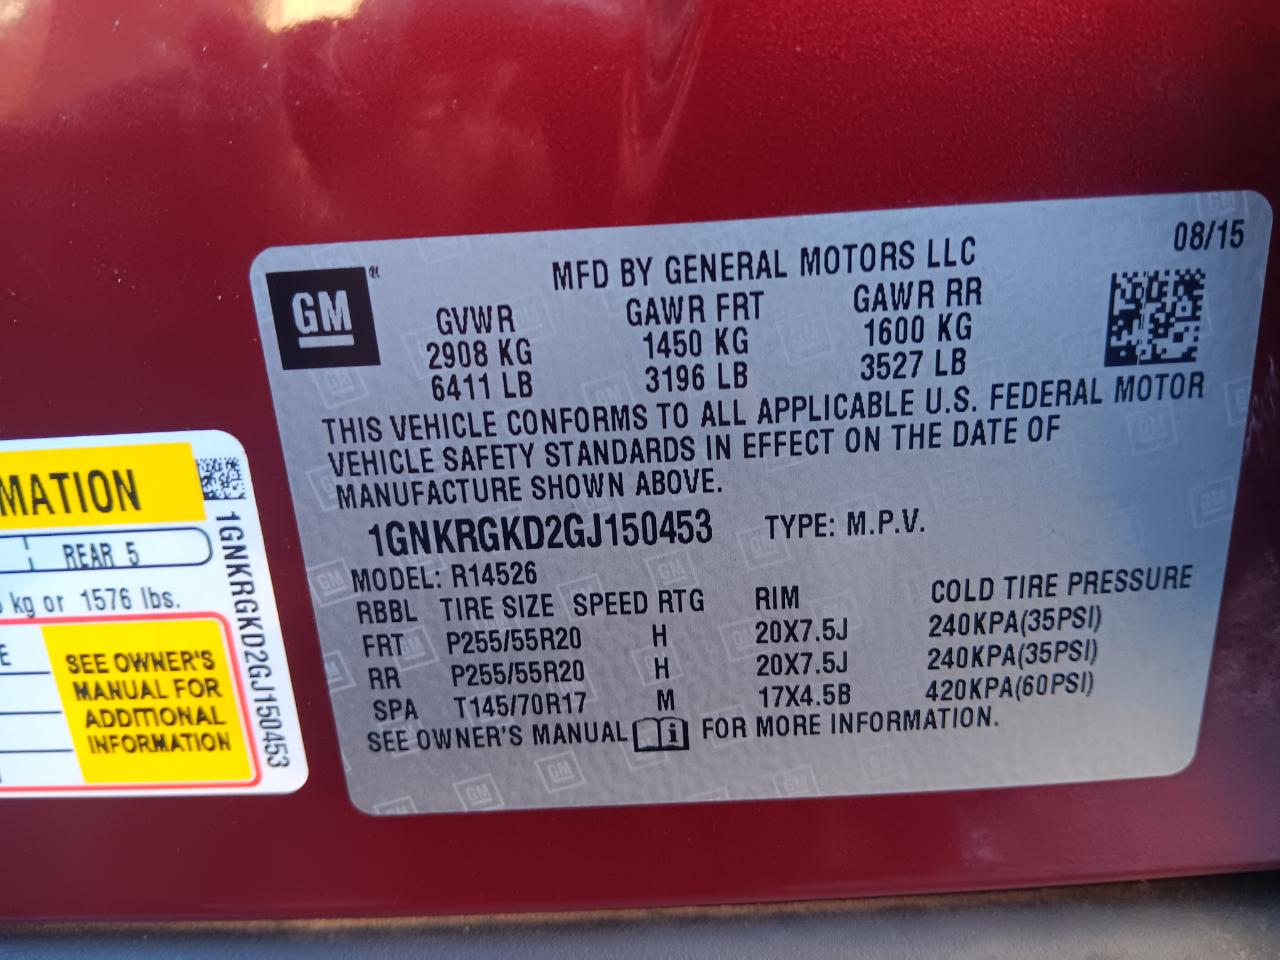 MFD BY GENERAL MOTORS LLC
08/15
GM
GVWR GAWR FRT GAWR RR
2908 KG 1450 KG 1600 KG
6411 LB 3196 LB 3527 LB
THIS VEHICLE CONFORMS TO ALL APPLICABLE U.S. FEDERAL MOTOR
VEHICLE SAFETY STANDARDS IN EFFECT ON THE DATE OF
MANUFACTURE SHOWN ABOVE.
1GNKRGKD2GJ150453 TYPE: M.P.V.
MODEL: R14526
RBBL TIRE SIZE SPEED RTG RIM COLD TIRE PRESSURE
FRT P255/55R20 H 20X7.5J 240KPA(35PSI)
RR P255/55R20 H 20X7.5J 240KPA(35PSI)
SPA T145/70R17 M 17X4.5B 420KPA(60PSI)
SEE OWNER'S MANUAL FOR MORE INFORMATION.
MATION
REAR 5
kg or 1576 lbs.
E
SEE OWNER'S
MANUAL FOR
ADDITIONAL
INFORMATION
1GNKRGKD2GJ150453